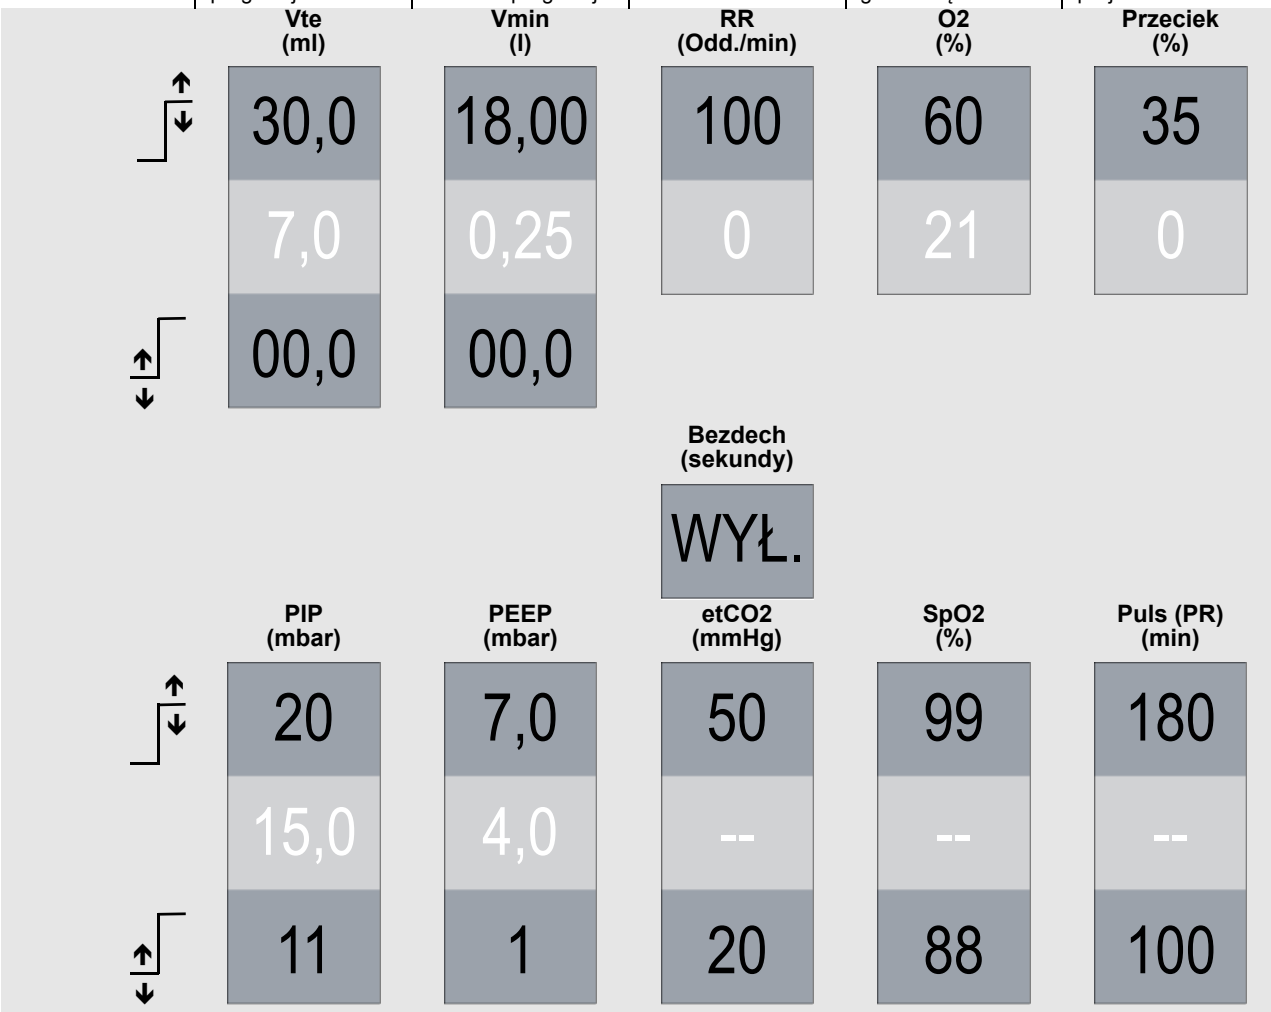 Vte Vmin RR O2 Przeciek
(ml) (l) (Odd./min) (%) (%)
30,0 18,00 100 60 35
7,0 0,25 0 21 0
00,0 00,0
Bezdech
(sekundy)
WYŁ.
PIP PEEP etCO2 SpO2 Puls (PR)
(mbar) (mbar) (mmHg) (%) (min)
20 7,0 50 99 180
15,0 4,0 -- -- --
11 1 20 88 100